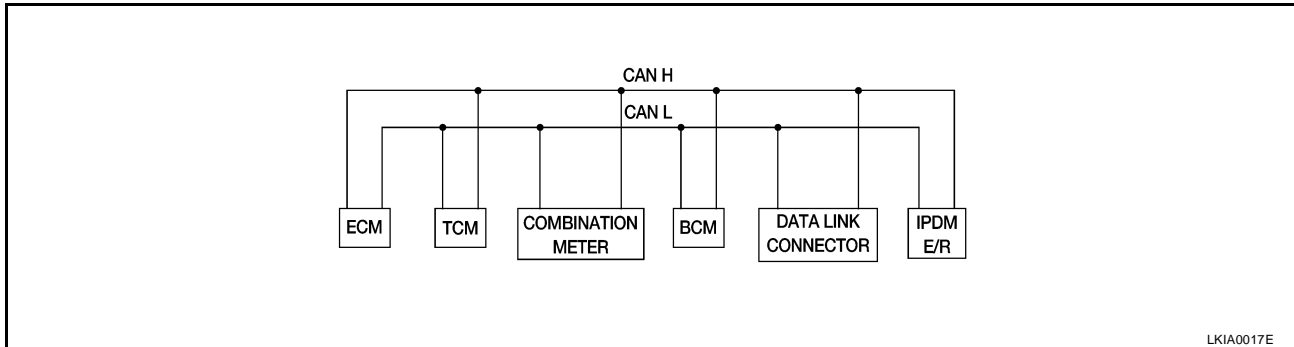 CAN H
CAN L
ECM
TCM
COMBINATION
METER
BCM
DATA LINK
CONNECTOR
IPDM
E/R
LKIA0017E